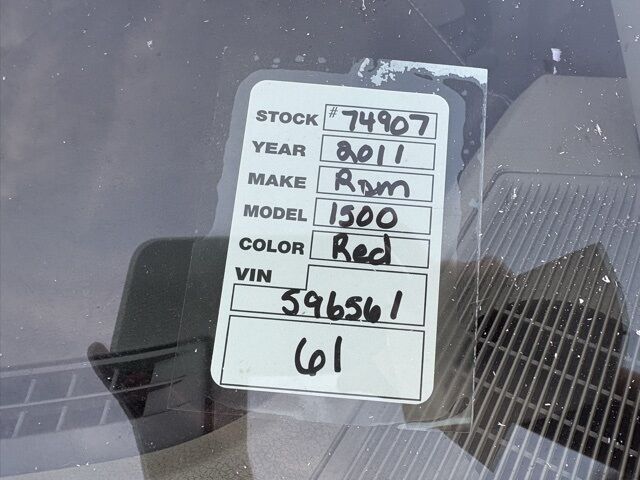 STOCK #74907
YEAR 2011
MAKE Ram
MODEL 1500
COLOR Red
VIN
596561
61